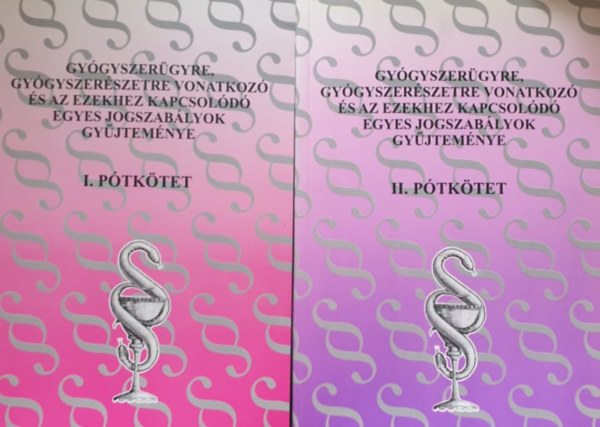 GYÓGYSZERÜGYRE,
GYÓGYSZERÉSZETRE VONATKOZÓ
ÉS AZ EZEKHEZ KAPCSOLÓDÓ
EGYES JOGSZABÁLYOK
GYŰJTEMÉNYE
I. PÓTKÖTET
GYÓGYSZERÜGYRE,
GYÓGYSZERÉSZETRE VONATKOZÓ
ÉS AZ EZEKHEZ KAPCSOLÓDÓ
EGYES JOGSZABÁLYOK
GYŰJTEMÉNYE
II. PÓTKÖTET